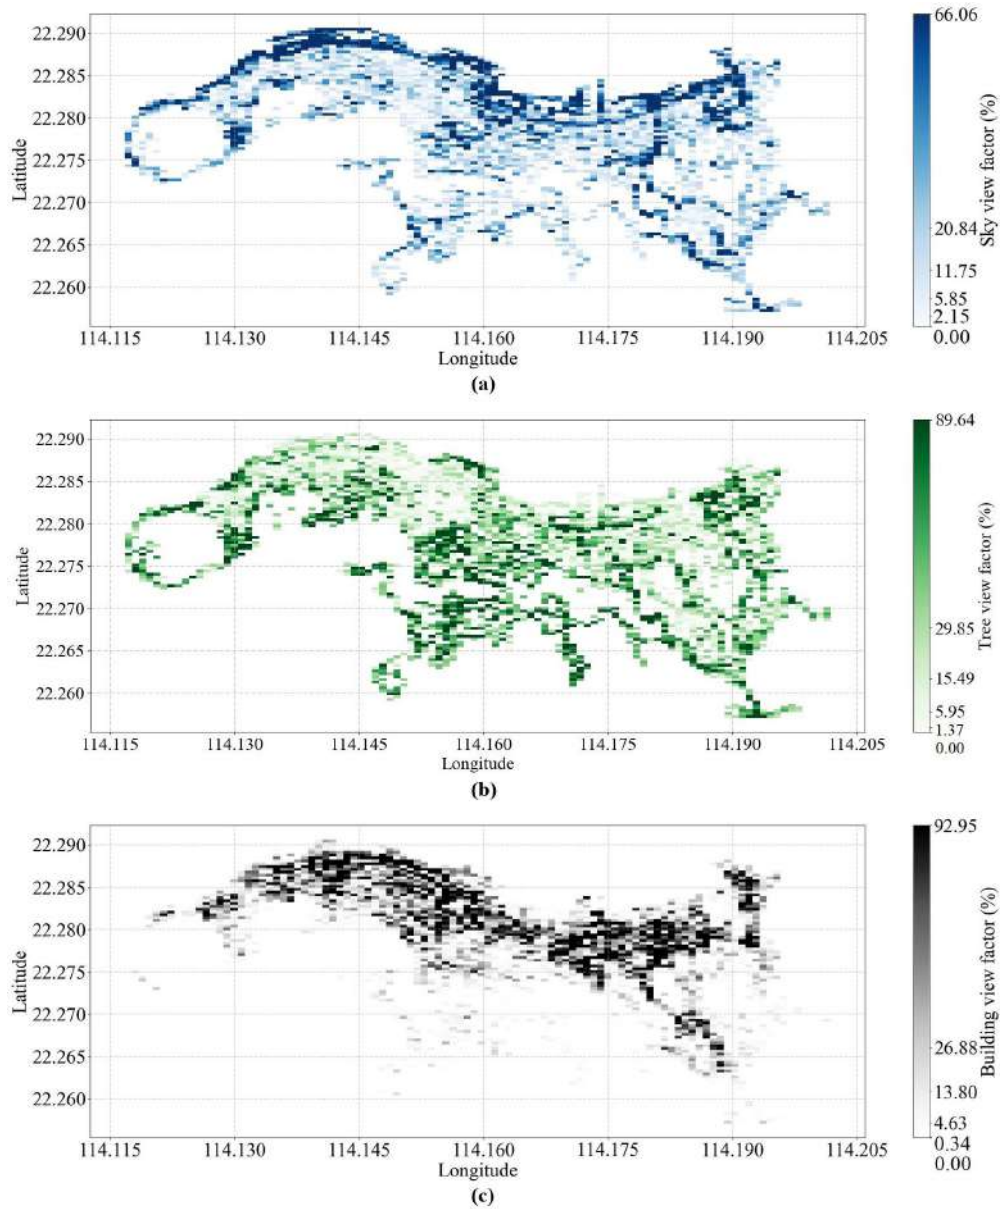 22.290
22.285
22.280
22.275
22.270
22.265
22.260
Latitude
114.115 114.130 114.145 114.160 114.175 114.190 114.205
Longitude
66.06
20.84
11.75
5.85
2.15
0.00
Sky view factor (%)
(a)
22.290
22.285
22.280
22.275
22.270
22.265
22.260
Latitude
114.115 114.130 114.145 114.160 114.175 114.190 114.205
Longitude
89.64
29.85
15.49
5.95
1.37
0.00
Tree view factor (%)
(b)
22.290
22.285
22.280
22.275
22.270
22.265
22.260
Latitude
114.115 114.130 114.145 114.160 114.175 114.190 114.205
Longitude
92.95
26.88
13.80
4.63
0.34
0.00
Building view factor (%)
(c)